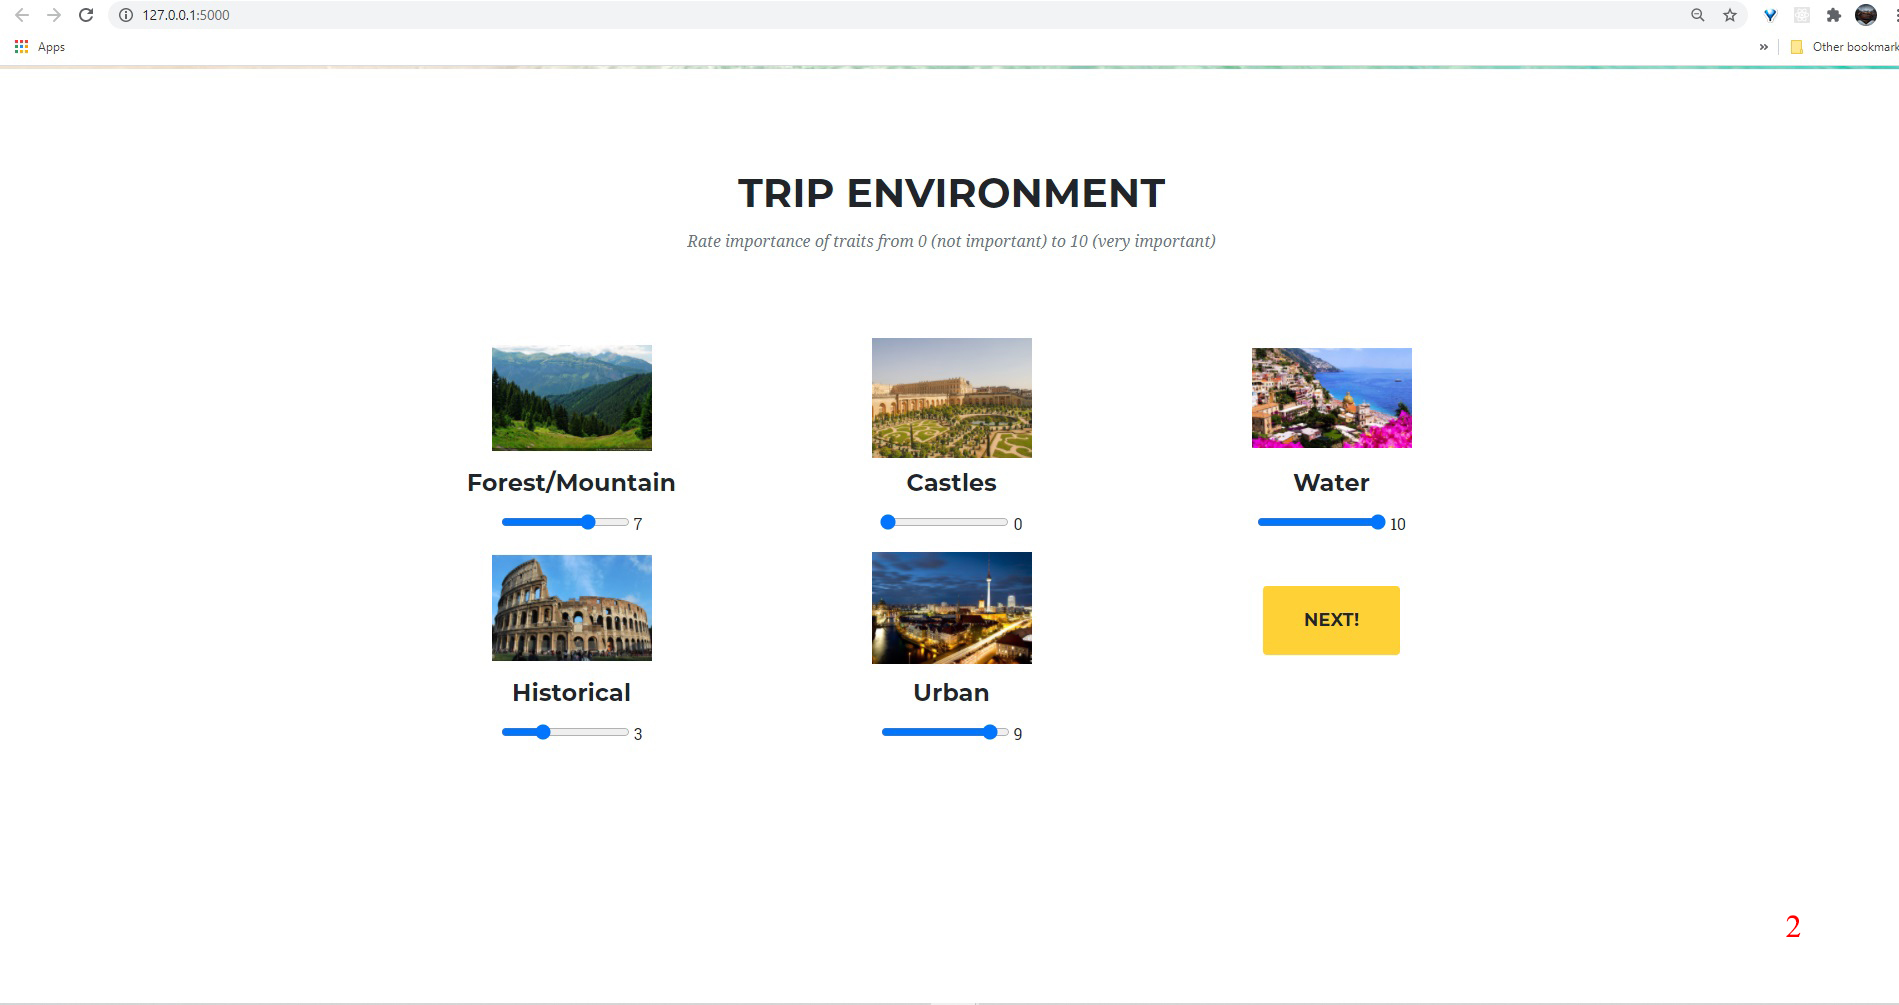 127.0.0.1:5000
Apps
Other bookmark
TRIP ENVIRONMENT
Rate importance of traits from 0 (not important) to 10 (very important)
Forest/Mountain
Castles
Water
7
0
10
NEXT!
Historical
Urban
3
9
2